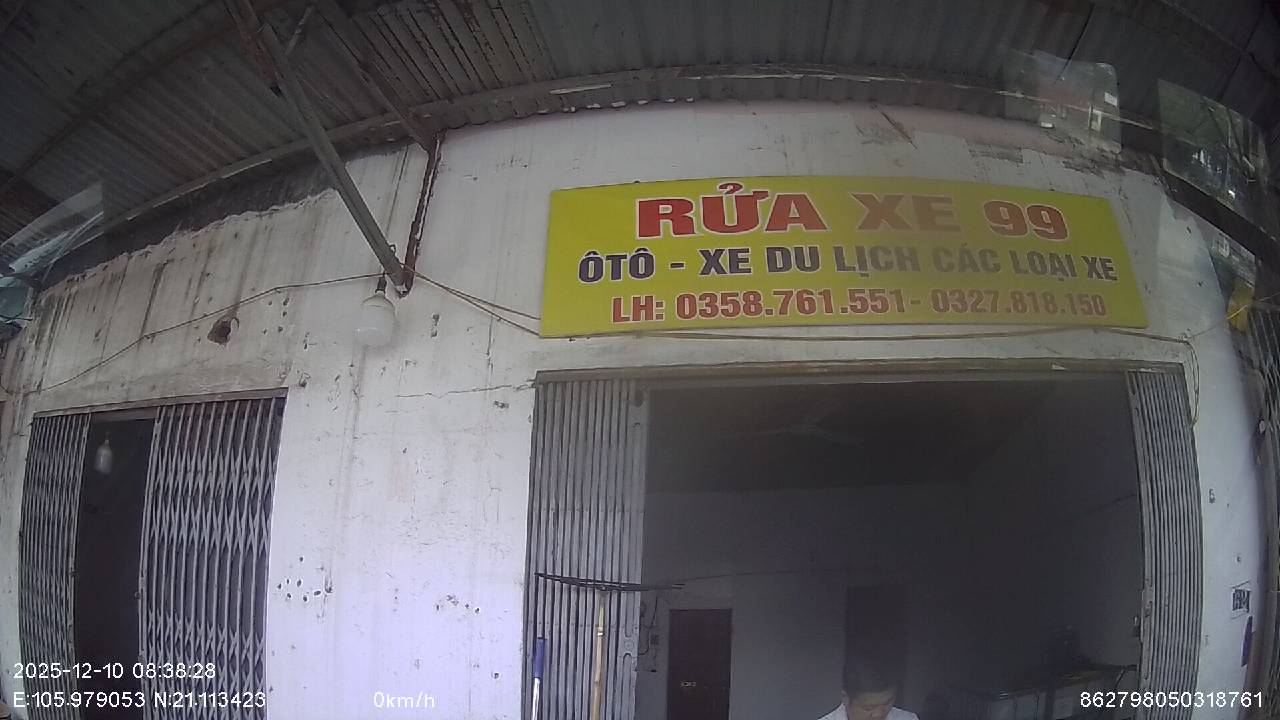 RỬA XE 99
ÔTÔ - XE DU LỊCH CÁC LOẠI XE
LH: 0358.761.551- 0327.818.150
2025-12-10 08:38:28
E:105.979053 N:21.113423 0km/h 862798050318761